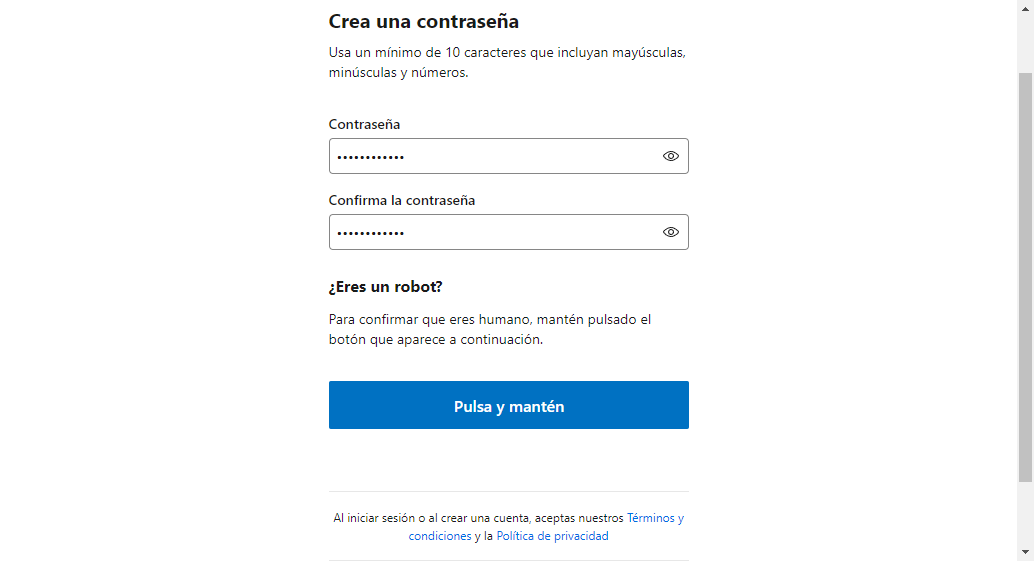 Crea una contraseña
Usa un mínimo de 10 caracteres que incluyan mayúsculas,
minúsculas y números.
Contraseña
••••••••••••
Confirma la contraseña
••••••••••••
¿Eres un robot?
Para confirmar que eres humano, mantén pulsado el
botón que aparece a continuación.
Pulsa y mantén
Al iniciar sesión o al crear una cuenta, aceptas nuestros Términos y
condiciones y la Política de privacidad